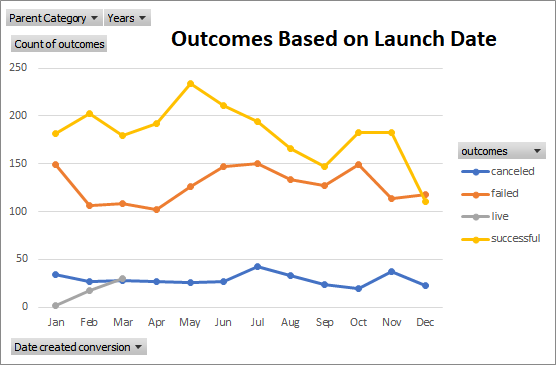 Parent Category Years
Count of outcomes
Outcomes Based on Launch Date
250
200
150
100
50
0
Jan Feb Mar Apr May Jun Jul Aug Sep Oct Nov Dec
outcomes
canceled
failed
live
successful
Date created conversion